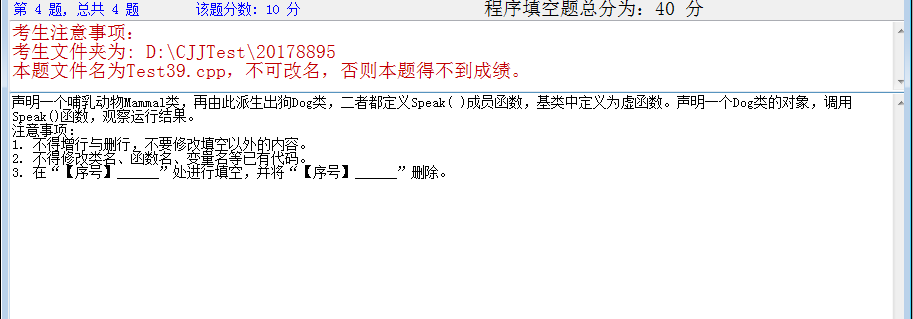 第 4 题，总共 4 题 该题分数：10 分 程序填空题总分为：40 分
考生注意事项：
考生文件夹为：D:\CJJTest\20178895
本题文件名为Test39.cpp，不可改名，否则本题得不到成绩。
声明一个哺乳动物Mammal类，再由此派生出狗Dog类，二者都定义Speak( )成员函数，基类中定义为虚函数。声明一个Dog类的对象，调用
Speak()函数，观察运行结果。
注意事项：
1. 不得增行与删行，不要修改填空以外的内容。
2. 不得修改类名、函数名、变量名等已有代码。
3. 在“【序号】______”处进行填空，并将“【序号】______”删除。